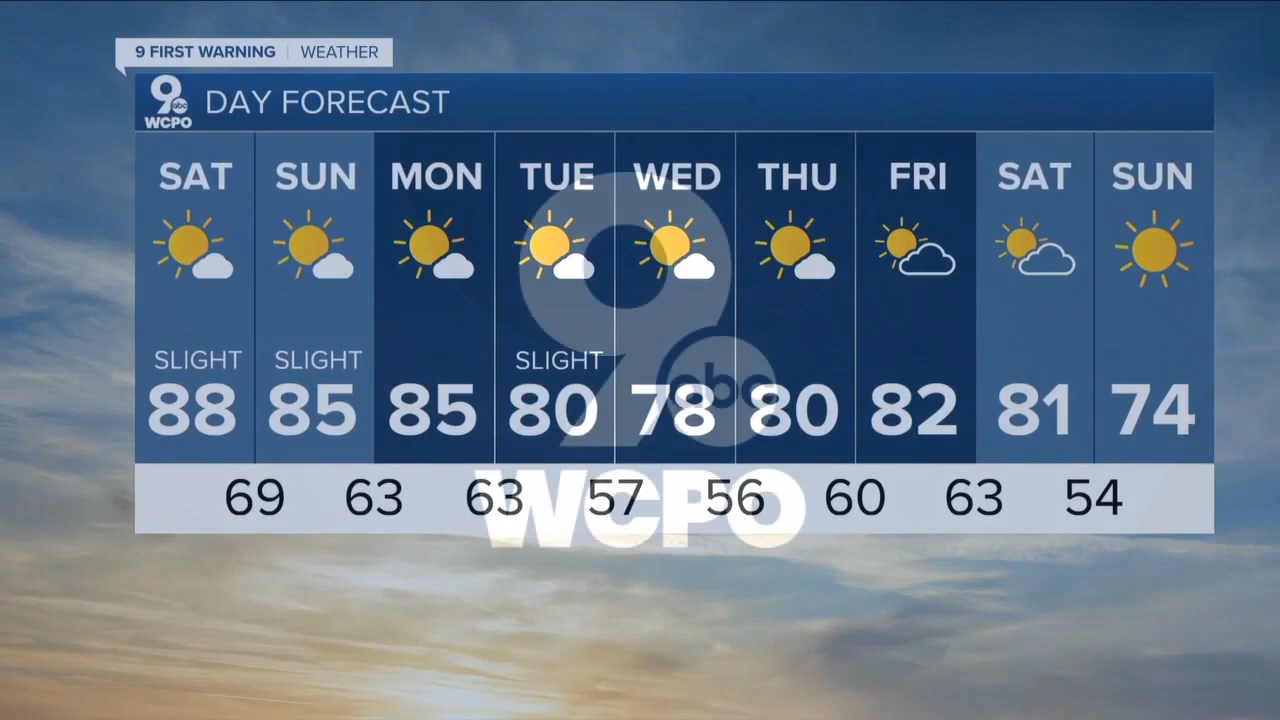 9 FIRST WARNING | WEATHER
9 abc WCPO DAY FORECAST
SAT SUN MON TUE WED THU FRI SAT SUN
SLIGHT SLIGHT SLIGHT
88 85 85 80 78 80 82 81 74
69 63 63 57 56 60 63 54
9
abc
WCPO